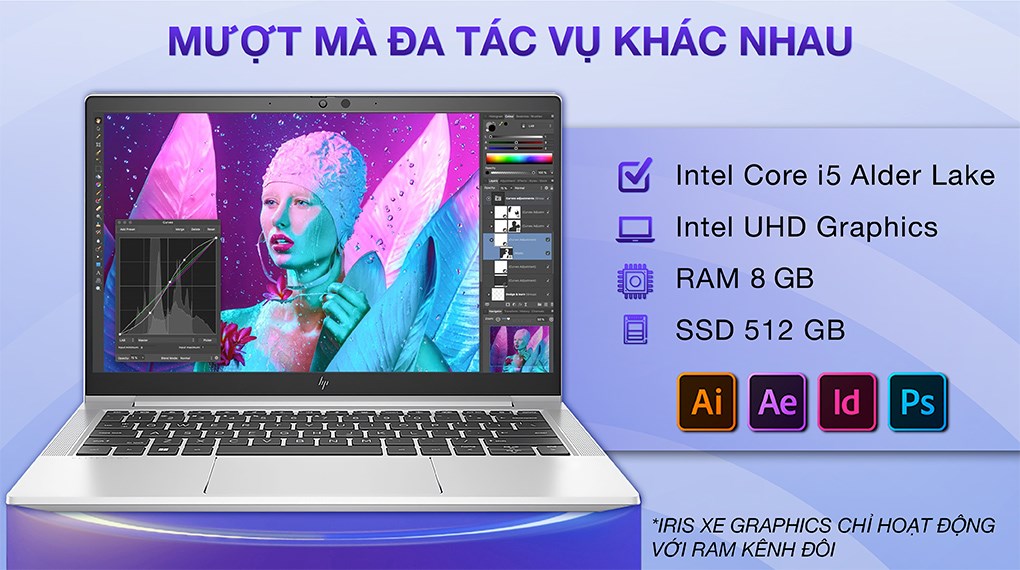 MƯỢT MÀ ĐA TÁC VỤ KHÁC NHAU
Intel Core i5 Alder Lake
Intel UHD Graphics
RAM 8 GB
SSD 512 GB
Ai Ae Id Ps
hp
*IRIS XE GRAPHICS CHỈ HOẠT ĐỘNG
VỚI RAM KÊNH ĐÔI